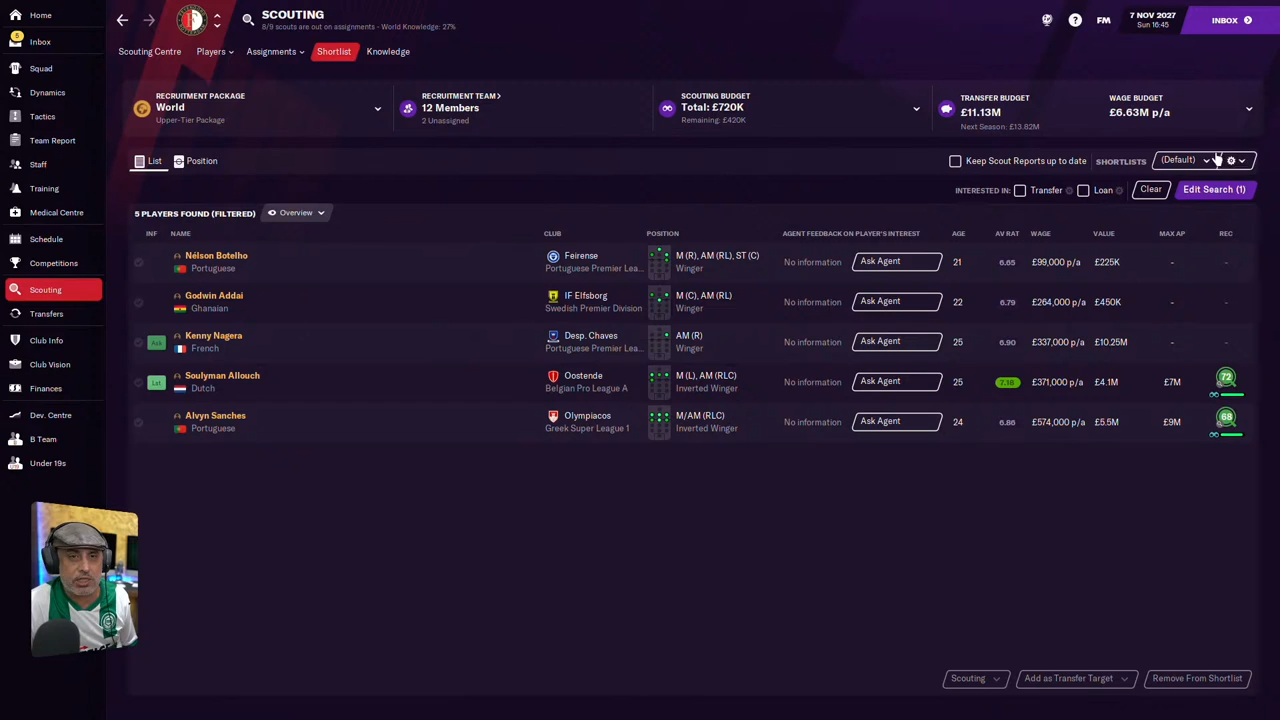 Home
5
Inbox
Squad
Dynamics
Tactics
Team Report
Staff
Training
Medical Centre
Schedule
Competitions
Scouting
Transfers
Club Info
Club Vision
Finances
Dev. Centre
B Team
Under 19s
SCOUTING
8/9 scouts are out on assignments - World Knowledge: 27%
? FM
7 NOV 2027
Sun 16:45
INBOX
Scouting Centre Players Assignments Shortlist Knowledge
RECRUITMENT PACKAGE
World
Upper-Tier Package
RECRUITMENT TEAM
12 Members
2 Unassigned
SCOUTING BUDGET
Total: £720K
Remaining: £420K
TRANSFER BUDGET
£11.13M
Next Season: £13.82M
WAGE BUDGET
£6.63M p/a
List Position
Keep Scout Reports up to date SHORTLISTS (Default)
INTERESTED IN: Transfer Loan Clear Edit Search (1)
5 PLAYERS FOUND (FILTERED) Overview
INF NAME CLUB POSITION AGENT FEEDBACK ON PLAYER'S INTEREST AGE AV RAT WAGE VALUE MAX AP REC
Nélson Botelho Feirense M (R), AM (RL), ST (C) No information Ask Agent 21 6.65 £99,000 p/a £225K - -
Portuguese Portuguese Premier Lea... Winger
Godwin Addai IF Elfsborg M (C), AM (RL) No information Ask Agent 22 6.79 £264,000 p/a £450K - -
Ghanaian Swedish Premier Division Winger
Ask Kenny Nagera Desp. Chaves AM (R) No information Ask Agent 25 6.90 £337,000 p/a £10.25M - -
French Portuguese Premier Lea... Winger
Lst Soulyman Allouch Oostende M (L), AM (RLC) No information Ask Agent 25 7.18 £371,000 p/a £4.1M £7M 72
Dutch Belgian Pro League A Inverted Winger
Alvyn Sanches Olympiacos M/AM (RLC) No information Ask Agent 24 6.86 £574,000 p/a £5.5M £9M 68
Portuguese Greek Super League 1 Inverted Winger
Scouting Add as Transfer Target Remove From Shortlist